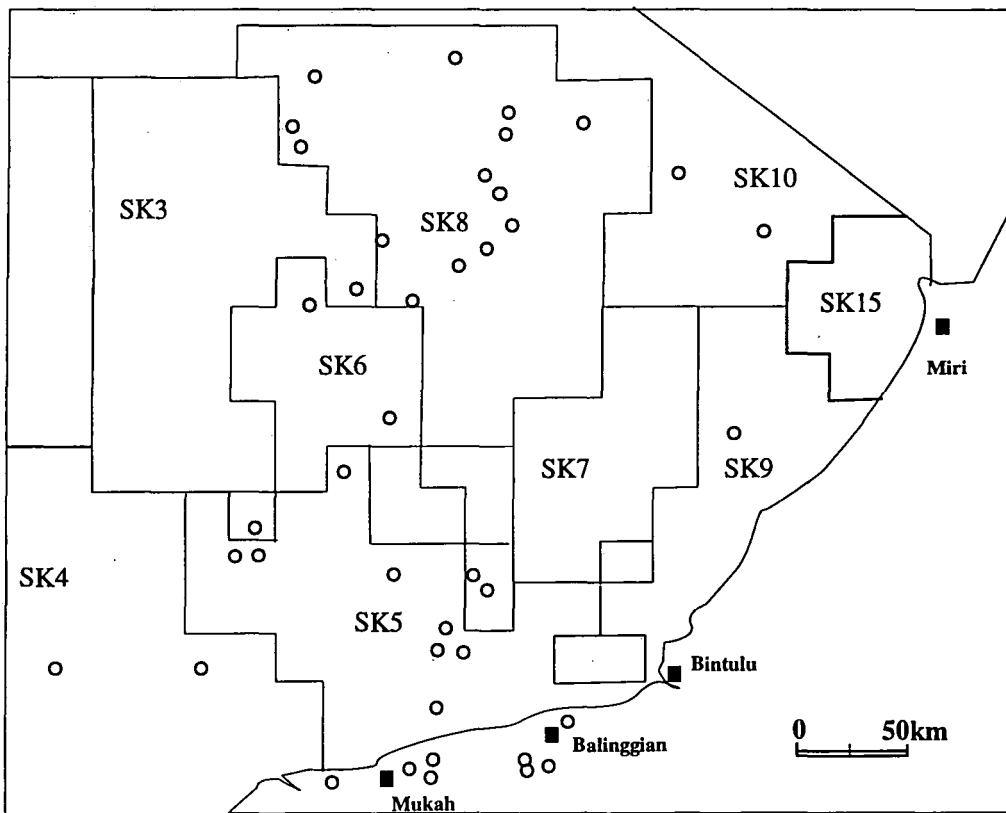 SK10
SK3
SK8
SK15
SK6
Miri
SK7
SK9
SK4
SK5
Bintulu
0 50km
Balinggian
Mukah